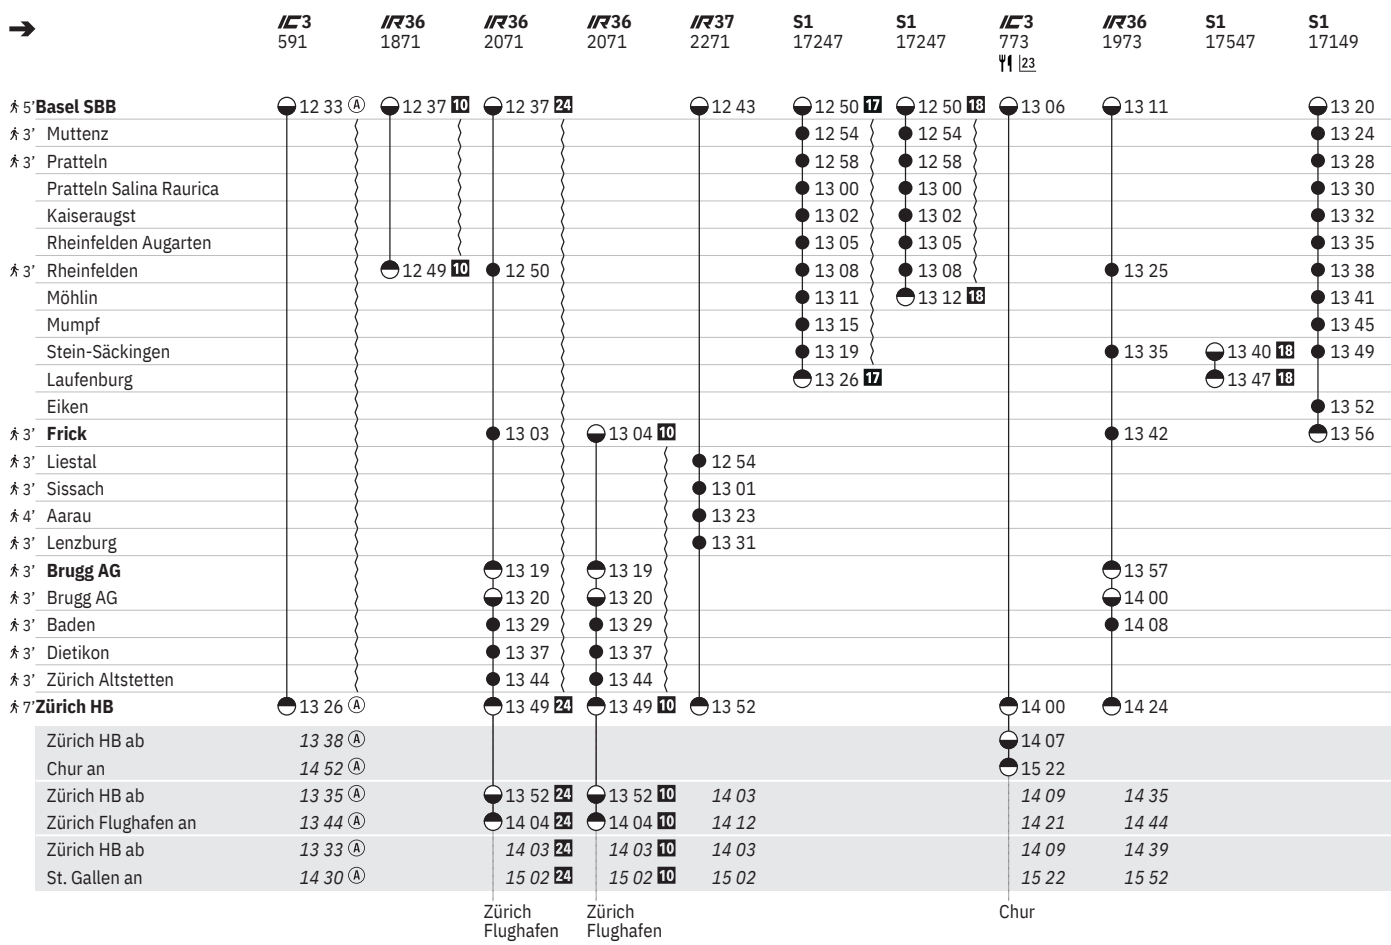 IC3 IR36 IR36 IR36 IR37 S1 S1 IC3 IR36 S1 S1
591 1871 2071 2071 2271 17247 17247 773 1973 17547 17149
23
5’ Basel SBB 12 33 A 12 37 10 12 37 24 12 43 12 50 17 12 50 18 13 06 13 11 13 20
3’ Muttenz 12 54 12 54 13 24
3’ Pratteln 12 58 12 58 13 28
Pratteln Salina Raurica 13 00 13 00 13 30
Kaiseraugst 13 02 13 02 13 32
Rheinfelden Augarten 13 05 13 05 13 35
3’ Rheinfelden 12 49 10 12 50 13 08 13 08 13 25 13 38
Möhlin 13 11 13 12 18 13 41
Mumpf 13 15 13 45
Stein-Säckingen 13 19 13 35 13 40 18 13 49
Laufenburg 13 26 17 13 47 18
Eiken 13 52
3’ Frick 13 03 13 04 10 13 42 13 56
3’ Liestal 12 54
3’ Sissach 13 01
4’ Aarau 13 23
3’ Lenzburg 13 31
3’ Brugg AG 13 19 13 19 13 57
3’ Brugg AG 13 20 13 20 14 00
3’ Baden 13 29 13 29 14 08
3’ Dietikon 13 37 13 37
3’ Zürich Altstetten 13 44 13 44
7’ Zürich HB 13 26 A 13 49 24 13 49 10 13 52 14 00 14 24
Zürich HB ab 13 38 A 14 07
Chur an 14 52 A 15 22
Zürich HB ab 13 35 A 13 52 24 13 52 10 14 03 14 09 14 35
Zürich Flughafen an 13 44 A 14 04 24 14 04 10 14 12 14 21 14 44
Zürich HB ab 13 33 A 14 03 24 14 03 10 14 03 14 09 14 39
St. Gallen an 14 30 A 15 02 24 15 02 10 15 02 15 22 15 52
Zürich Zürich Chur
Flughafen Flughafen